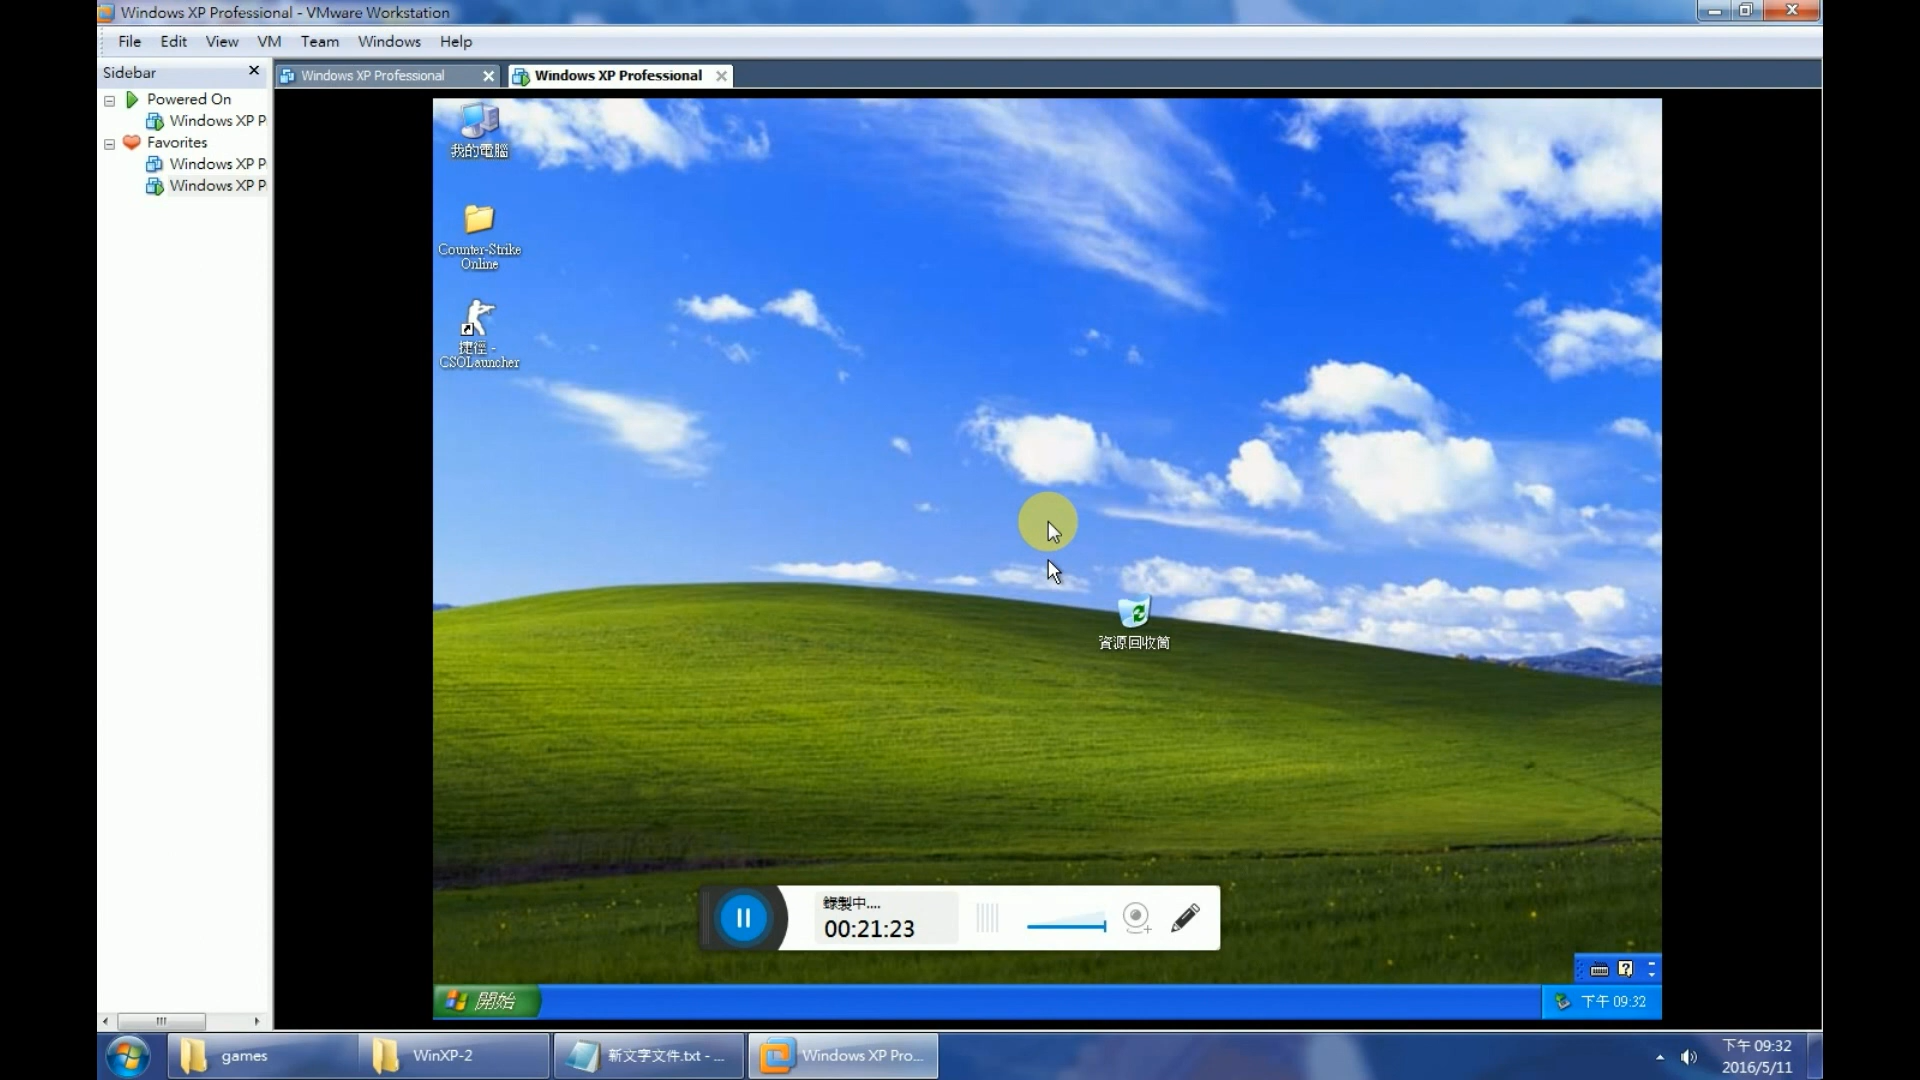 Windows XP Professional - VMware Workstation
File Edit View VM Team Windows Help
Sidebar
Windows XP Professional
Windows XP Professional
Powered On
Windows XP P
Favorites
Windows XP P
Windows XP P
我的電腦
Counter-Strike
Online
捷徑 -
CSOLauncher
資源回收筒
錄製中....
00:21:23
開始
下午 09:32
games
WinXP-2
新文字文件.txt - ...
Windows XP Pro...
下午 09:32
2016/5/11